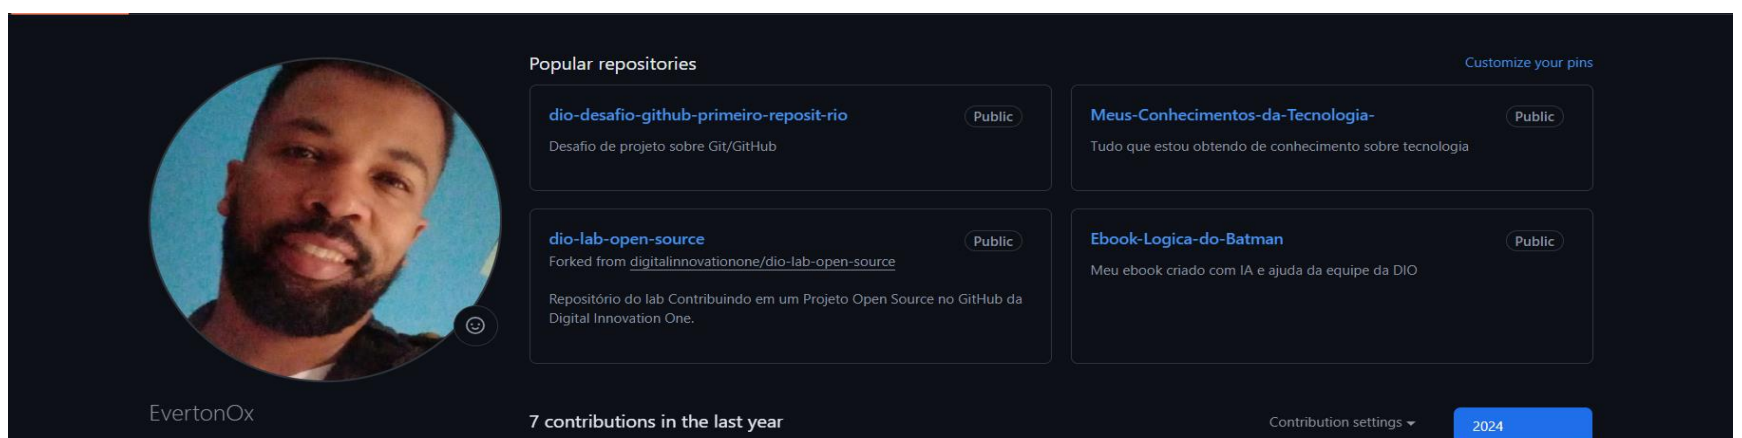 Popular repositories
Customize your pins
dio-desafio-github-primeiro-reposit-rio
Public
Desafio de projeto sobre Git/GitHub
Meus-Conhecimentos-da-Tecnologia-
Public
Tudo que estou obtendo de conhecimento sobre tecnologia
dio-lab-open-source
Public
Forked from digitalinnovationone/dio-lab-open-source
Repositório do lab Contribuindo em um Projeto Open Source no GitHub da
Digital Innovation One.
Ebook-Logica-do-Batman
Public
Meu ebook criado com IA e ajuda da equipe da DIO
EvertonOx
7 contributions in the last year
Contribution settings
2024